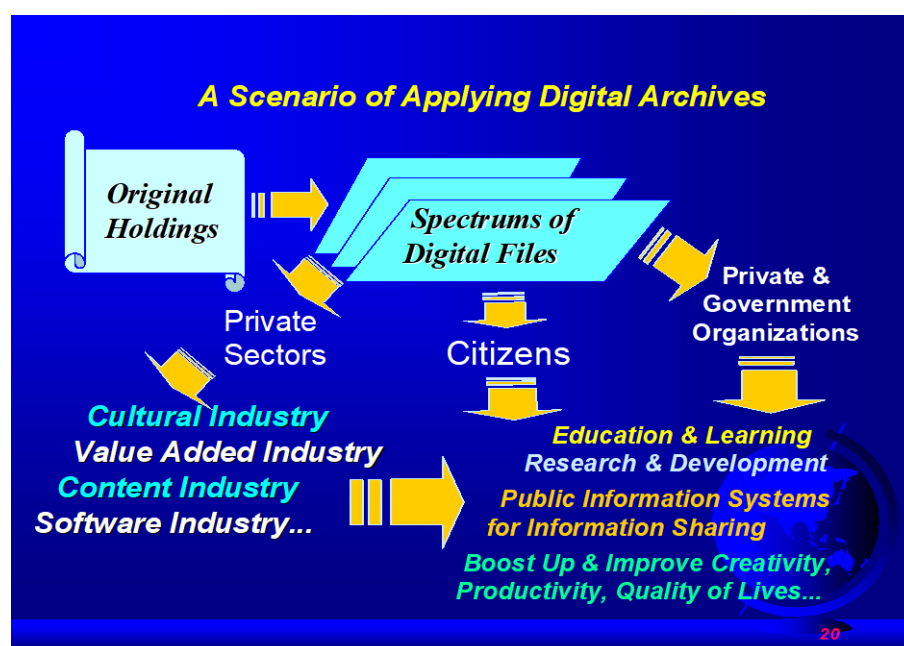 A Scenario of Applying Digital Archives
Original
Holdings
Spectrums of
Digital Files
Private
Sectors
Citizens
Private &
Government
Organizations
Cultural Industry
Value Added Industry
Content Industry
Software Industry...
Education & Learning
Research & Development
Public Information Systems
for Information Sharing
Boost Up & Improve Creativity,
Productivity, Quality of Lives...
20